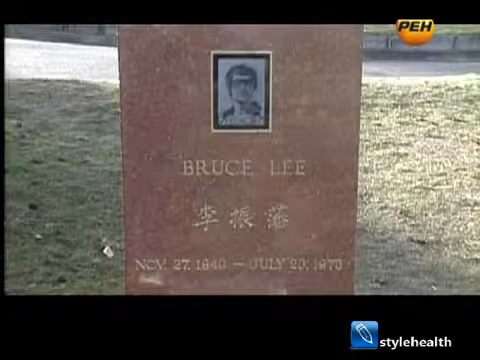 РЕН
BRUCE LEE
李振藩
NOV. 27. 1940 — JULY 20. 1973
stylehealth